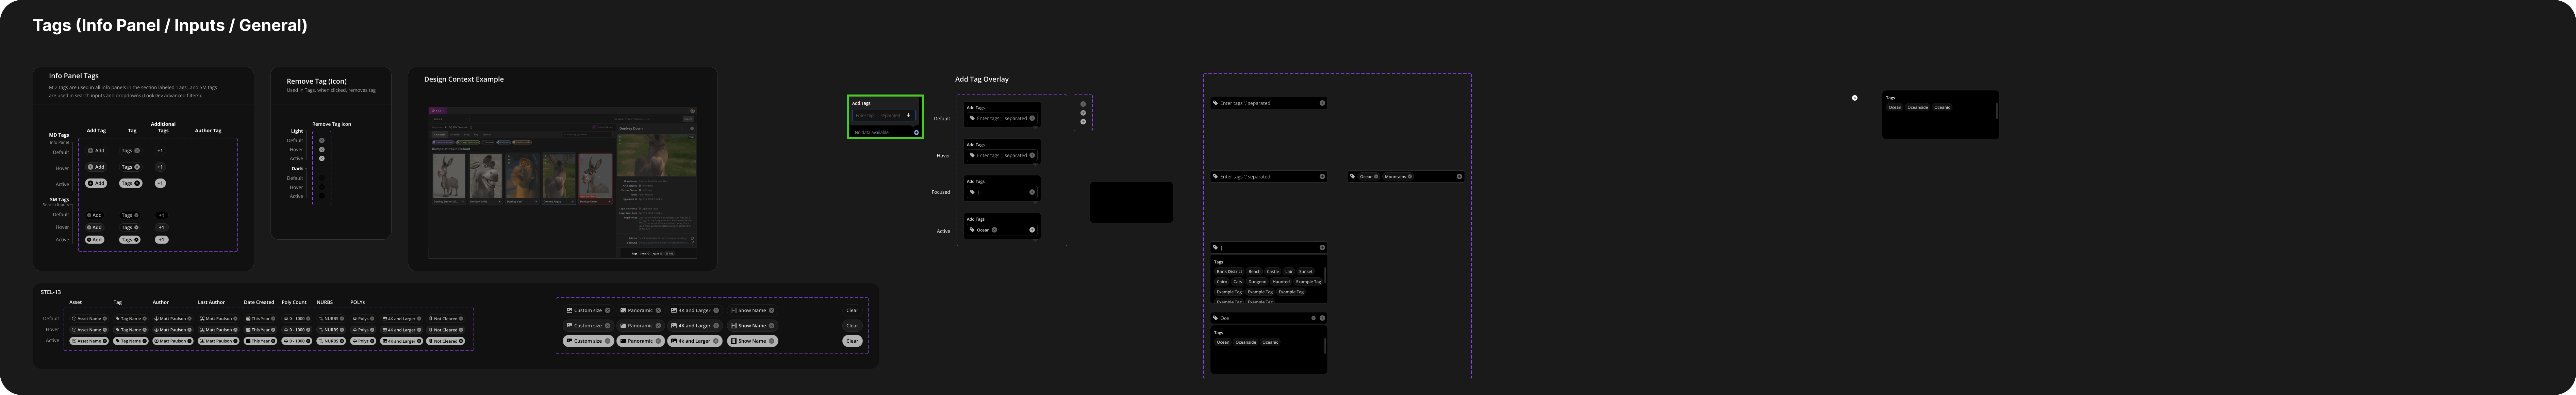 Tags (Info Panel / Inputs / General)
Info Panel Tags
MD Tags are used in all info panels in the section labeled 'Tags', and SM tags
are used in search inputs and dropdowns (LookDev advanced filters).
Add Tag
Tag
Additional
Tags
Author Tag
MD Tags
Info Panel
Default
Add
Tags
+1
Hover
Add
Tags
+1
Active
Add
Tags
+1
SM Tags
Search Inputs
Default
Add
Tags
+1
Hover
Add
Tags
+1
Active
Add
Tags
+1
Remove Tag (Icon)
Used in Tags, when clicked, removes tag
Remove Tag Icon
Light
Default
Hover
Active
Dark
Default
Hover
Active
Design Context Example
STEL-13
Asset
Tag
Author
Last Author
Date Created
Poly Count
NURBS
POLYs
Default
Asset Name
Tag Name
Matt Paulson
Matt Paulson
This Year
0 - 1000
NURBS
Polys
4K and Larger
Not Cleared
Hover
Asset Name
Tag Name
Matt Paulson
Matt Paulson
This Year
0 - 1000
NURBS
Polys
4K and Larger
Not Cleared
Active
Asset Name
Tag Name
Matt Paulson
Matt Paulson
This Year
0 - 1000
NURBS
Polys
4K and Larger
Not Cleared
Custom size
Panoramic
4k and Larger
Show Name
Clear
Custom size
Panoramic
4k and Larger
Show Name
Clear
Custom size
Panoramic
4k and Larger
Show Name
Clear
Add Tags
Enter tags ',' separated
No data available
Add Tag Overlay
Default
Add Tags
Enter tags ',' separated
Hover
Add Tags
Enter tags ',' separated
Focused
Add Tags
Active
Add Tags
Ocean
Enter tags ',' separated
Enter tags ',' separated
Ocean
Mountains
Tags
Bank District
Beach
Castle
Lair
Sunset
Cairo
Cats
Dungeon
Haunted
Example Tag
Example Tag
Example Tag
Example Tag
Example Tag
Example Tag
Oce
Tags
Ocean
Oceanside
Oceanic
Tags
Ocean
Oceanside
Oceanic